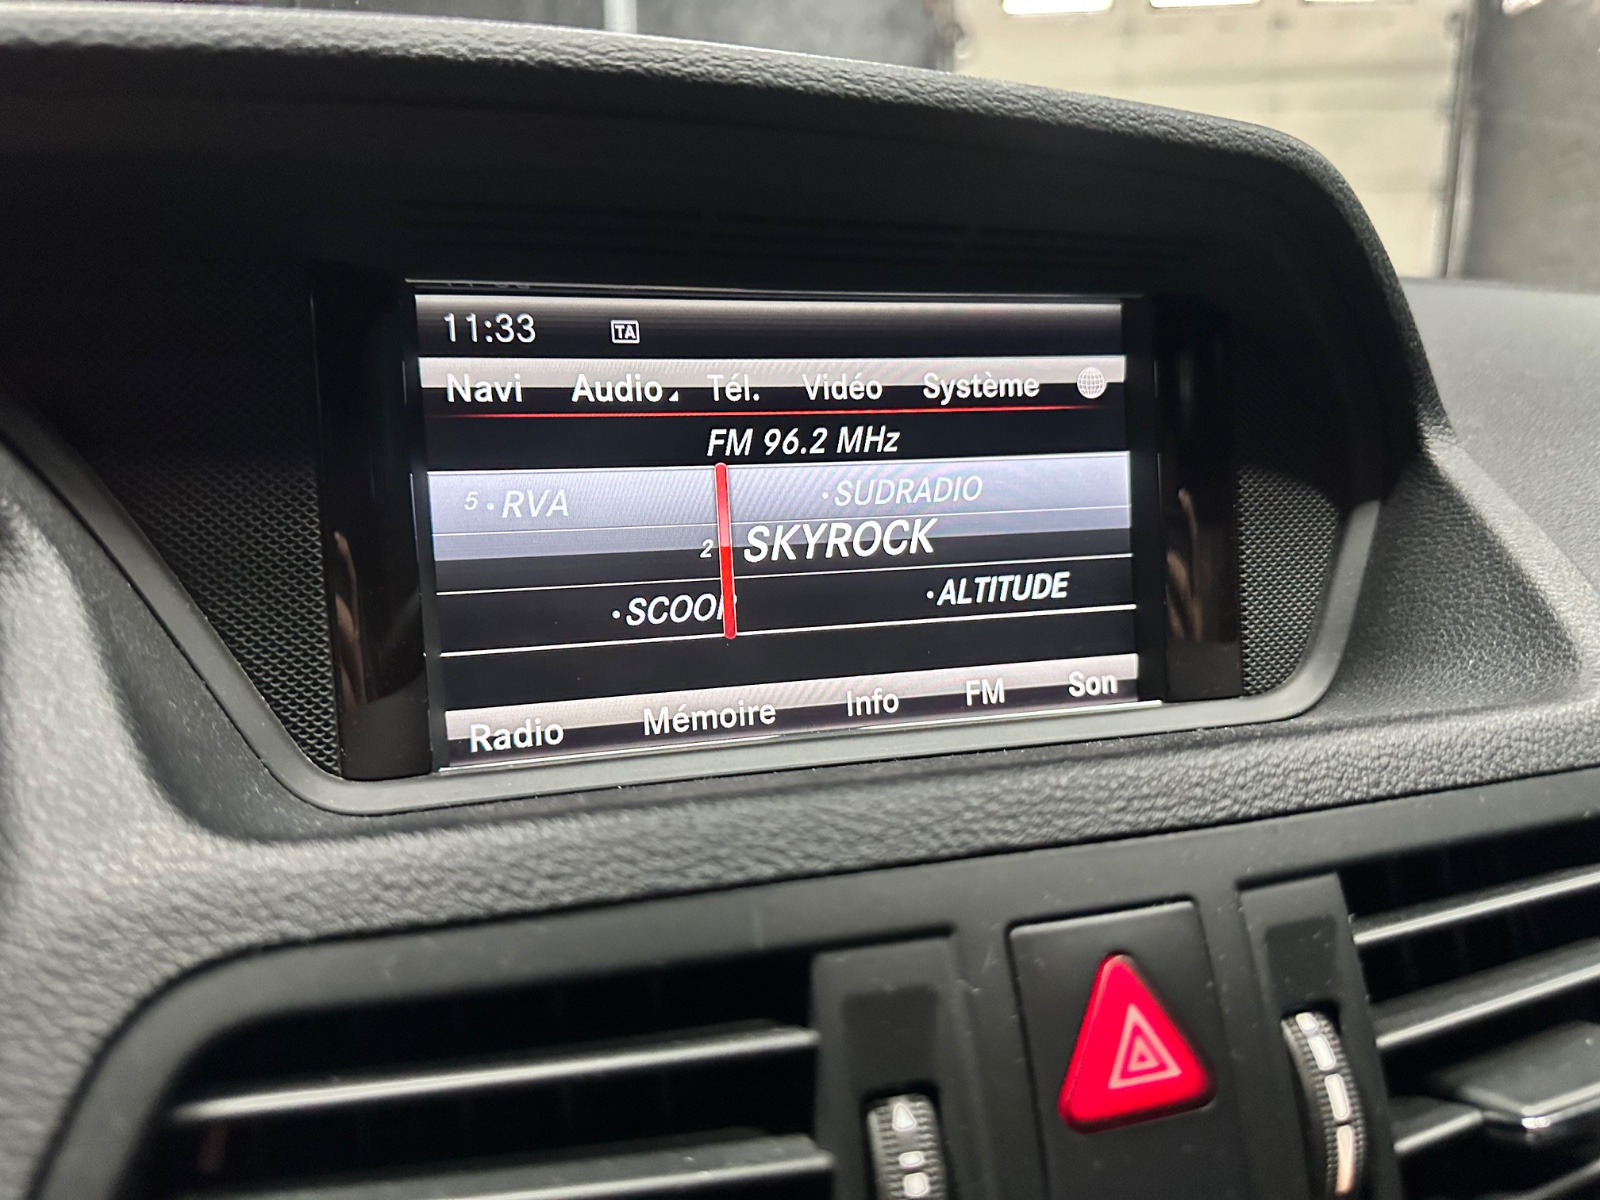 11:33 TA
Navi Audio Tél. Vidéo Système
FM 96.2 MHz
5 • RVA • SUDRADIO
2 SKYROCK
• SCOOP • ALTITUDE
Radio Mémoire Info FM Son